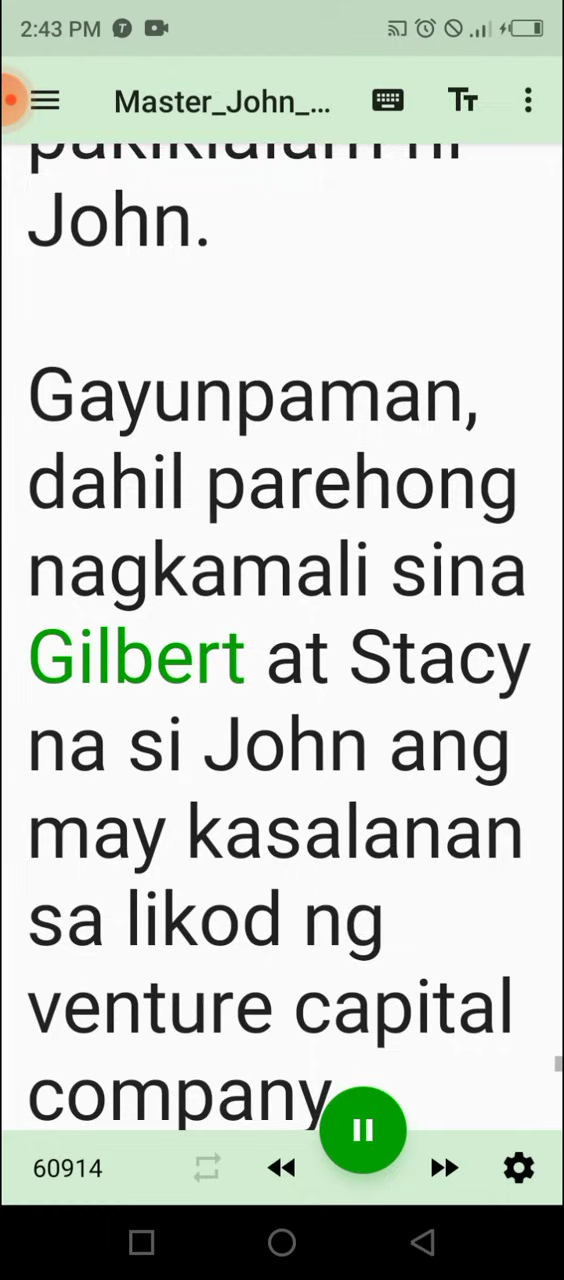 2:43 PM
Master_John_...
John.
Gayunpaman,
dahil parehong
nagkamali sina
Gilbert at Stacy
na si John ang
may kasalanan
sa likod ng
venture capital
company
60914